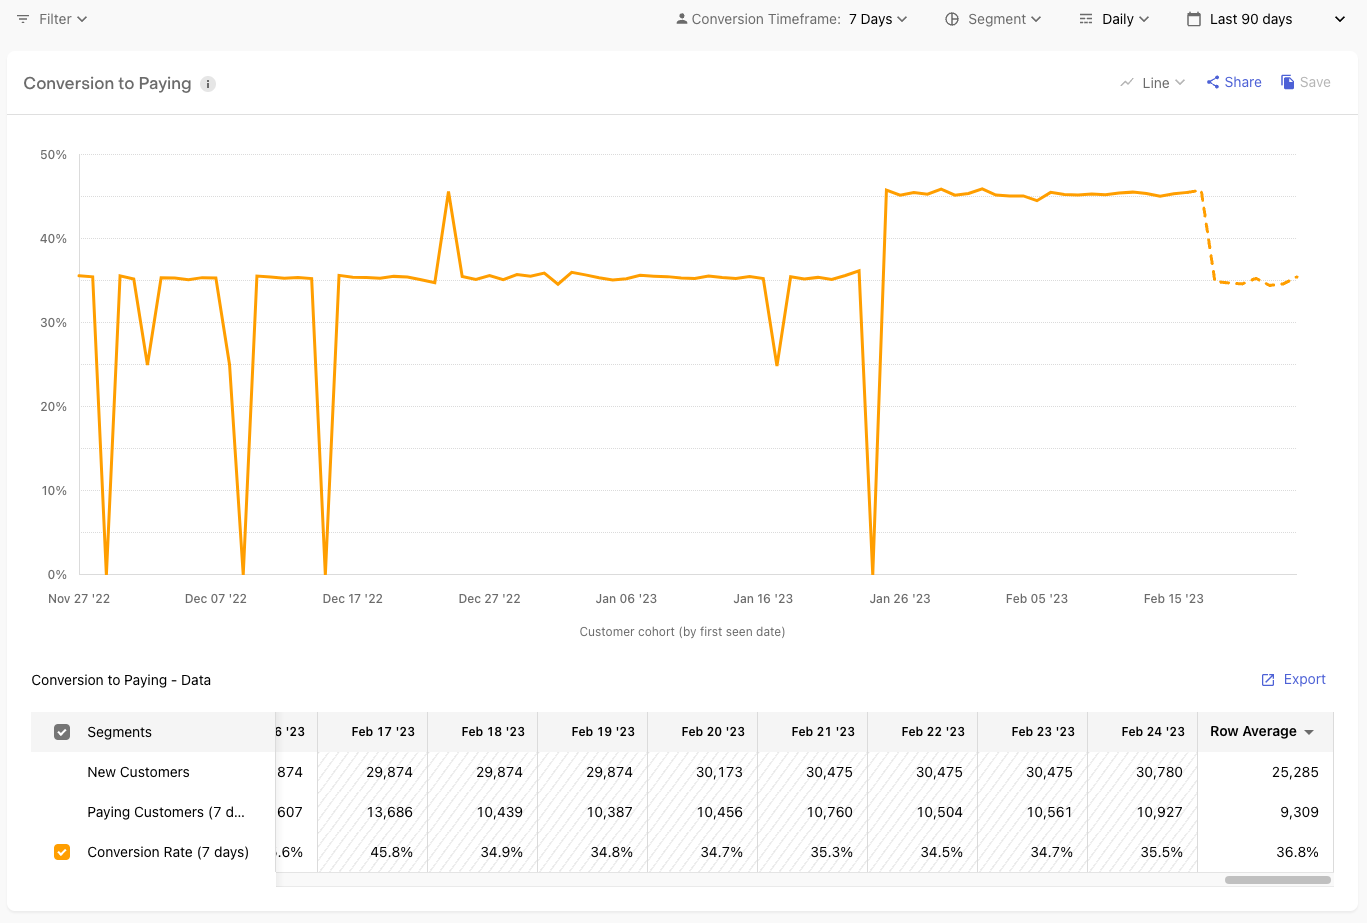 Filter
Conversion Timeframe: 7 Days
Segment
Daily
Last 90 days
Conversion to Paying
Line
Share
Save
50%
40%
30%
20%
10%
0%
Nov 27 '22 Dec 07 '22 Dec 17 '22 Dec 27 '22 Jan 06 '23 Jan 16 '23 Jan 26 '23 Feb 05 '23 Feb 15 '23
Customer cohort (by first seen date)
Conversion to Paying - Data
Export
Segments 6 '23 Feb 17 '23 Feb 18 '23 Feb 19 '23 Feb 20 '23 Feb 21 '23 Feb 22 '23 Feb 23 '23 Feb 24 '23 Row Average
New Customers 874 29,874 29,874 29,874 30,173 30,475 30,475 30,475 30,780 25,285
Paying Customers (7 d... 607 13,686 10,439 10,387 10,456 10,760 10,504 10,561 10,927 9,309
Conversion Rate (7 days) .6% 45.8% 34.9% 34.8% 34.7% 35.3% 34.5% 34.7% 35.5% 36.8%